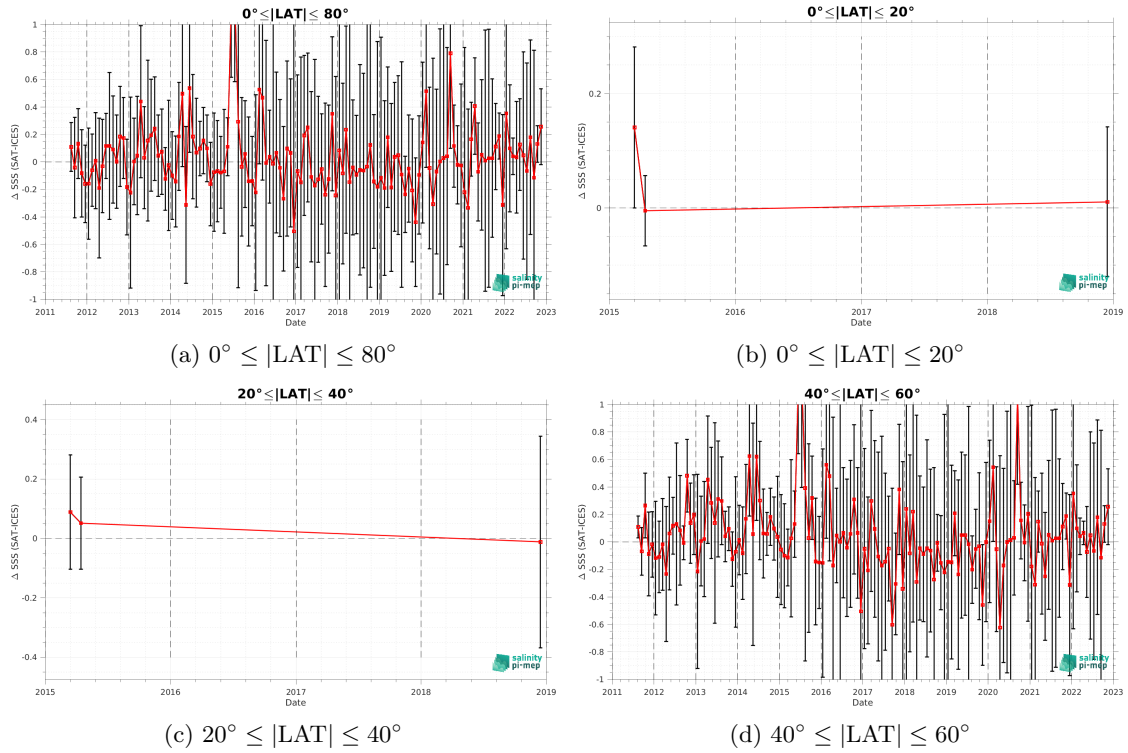 0°≤|LAT|≤ 80°
Δ SSS (SAT-ICES)
1
0.8
0.6
0.4
0.2
0
-0.2
-0.4
-0.6
-0.8
-1
2011 2012 2013 2014 2015 2016 2017 2018 2019 2020 2021 2022 2023
Date
salinity
pi-mep
(a) 0° ≤ |LAT| ≤ 80°
0°≤|LAT|≤ 20°
Δ SSS (SAT-ICES)
0.2
0
2015 2016 2017 2018 2019
Date
salinity
pi-mep
(b) 0° ≤ |LAT| ≤ 20°
20°≤|LAT|≤ 40°
Δ SSS (SAT-ICES)
0.4
0.2
0
-0.2
-0.4
2015 2016 2017 2018 2019
Date
salinity
pi-mep
(c) 20° ≤ |LAT| ≤ 40°
40°≤|LAT|≤ 60°
Δ SSS (SAT-ICES)
1
0.8
0.6
0.4
0.2
0
-0.2
-0.4
-0.6
-0.8
-1
2011 2012 2013 2014 2015 2016 2017 2018 2019 2020 2021 2022 2023
Date
salinity
pi-mep
(d) 40° ≤ |LAT| ≤ 60°